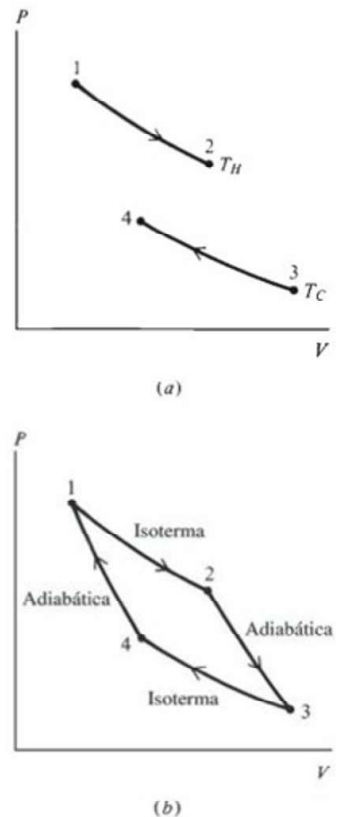 P
1
2
T_H
4
3
T_C
V
(a)
P
1
Isoterma
2
Adiabática
Adiabática
4
Isoterma
3
V
(b)